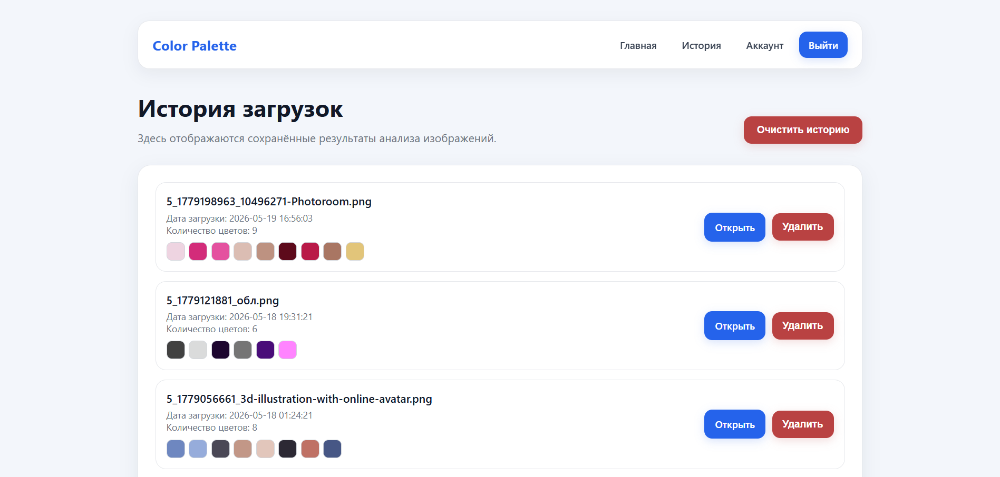 Color Palette
Главная
История
Аккаунт
Выйти
История загрузок
Здесь отображаются сохранённые результаты анализа изображений.
Очистить историю
5_1779198963_10496271-Photoroom.png
Дата загрузки: 2026-05-19 16:56:03
Количество цветов: 9
Открыть
Удалить
5_1779121881_обл.png
Дата загрузки: 2026-05-18 19:31:21
Количество цветов: 6
Открыть
Удалить
5_1779056661_3d-illustration-with-online-avatar.png
Дата загрузки: 2026-05-18 01:24:21
Количество цветов: 8
Открыть
Удалить